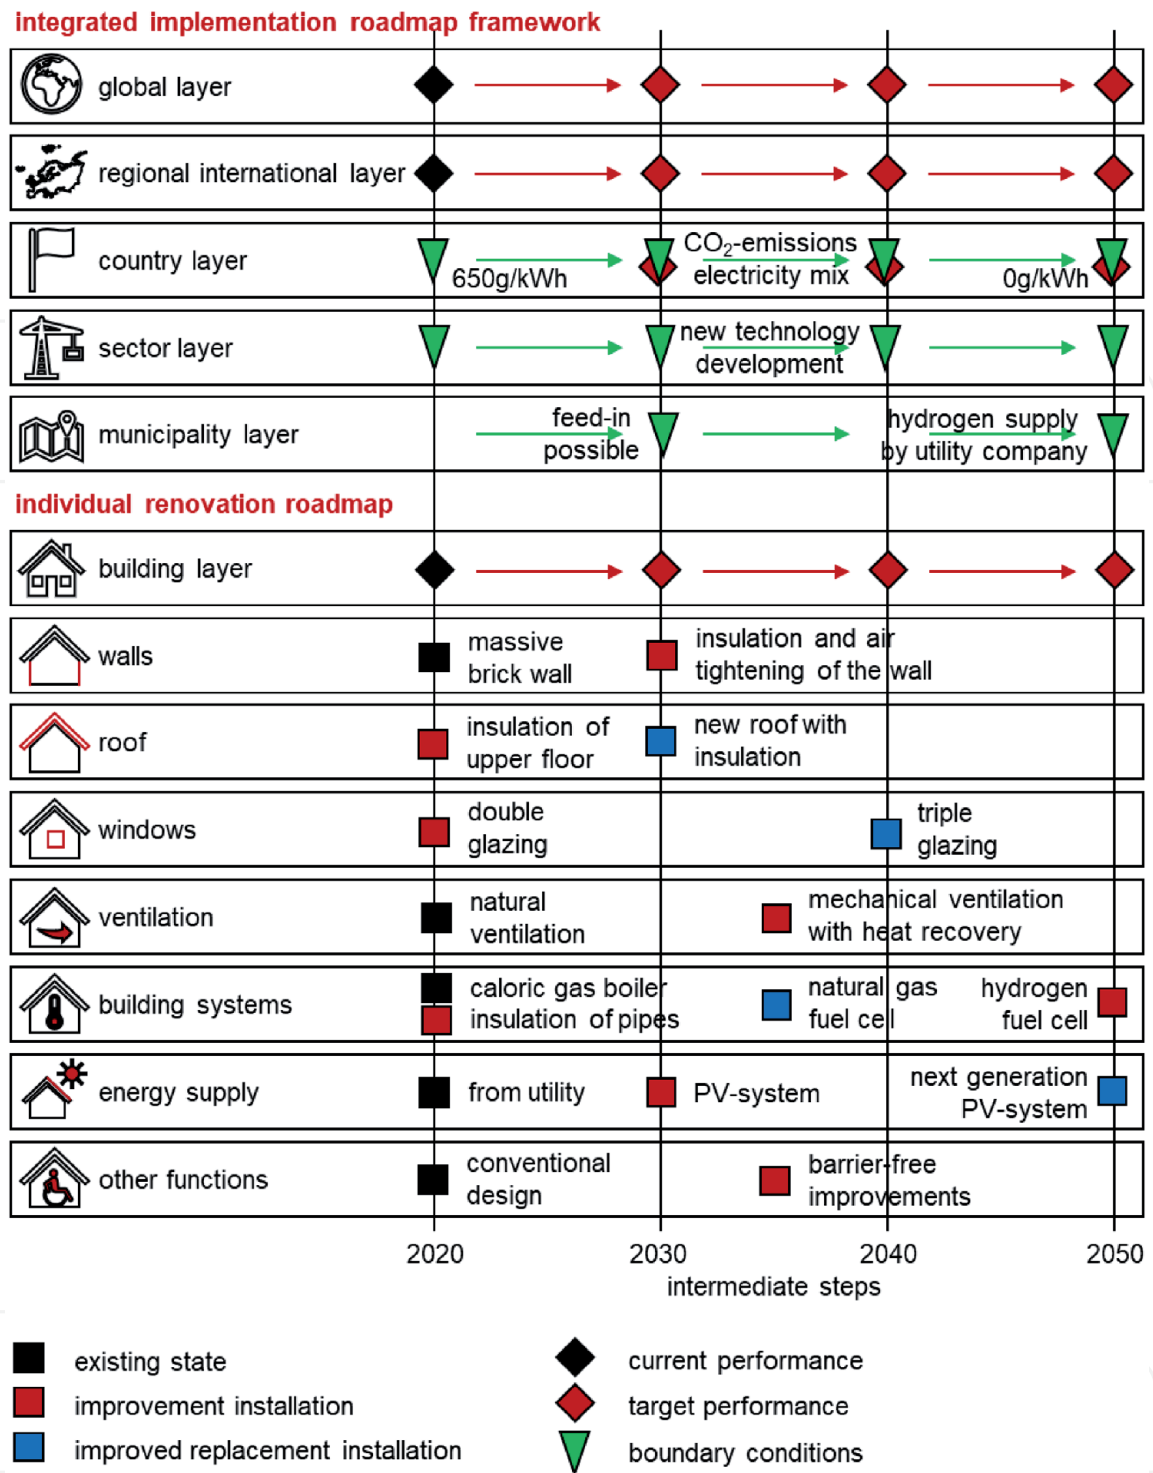 integrated implementation roadmap framework
global layer
regional international layer
country layer
650g/kWh
CO₂-emissions
electricity mix
0g/kWh
sector layer
new technology
development
municipality layer
feed-in
possible
hydrogen supply
by utility company
individual renovation roadmap
building layer
walls
massive
brick wall
insulation and air
tightening of the wall
roof
insulation of
upper floor
new roof with
insulation
windows
double
glazing
triple
glazing
ventilation
natural
ventilation
mechanical ventilation
with heat recovery
building systems
caloric gas boiler
insulation of pipes
natural gas
fuel cell
hydrogen
fuel cell
energy supply
from utility
PV-system
next generation
PV-system
other functions
conventional
design
barrier-free
improvements
2020
2030
2040
2050
intermediate steps
existing state
improvement installation
improved replacement installation
current performance
target performance
boundary conditions